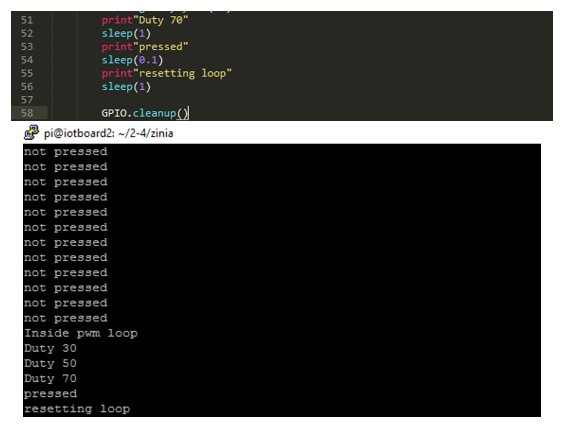 51 print"Duty 70"
52 sleep(1)
53 print"pressed"
54 sleep(0.1)
55 print"resetting loop"
56 sleep(1)
57
58 GPIO.cleanup()
pi@iotboard2: ~/2-4/zinia
not pressed
not pressed
not pressed
not pressed
not pressed
not pressed
not pressed
not pressed
not pressed
not pressed
not pressed
not pressed
Inside pwm loop
Duty 30
Duty 50
Duty 70
pressed
resetting loop